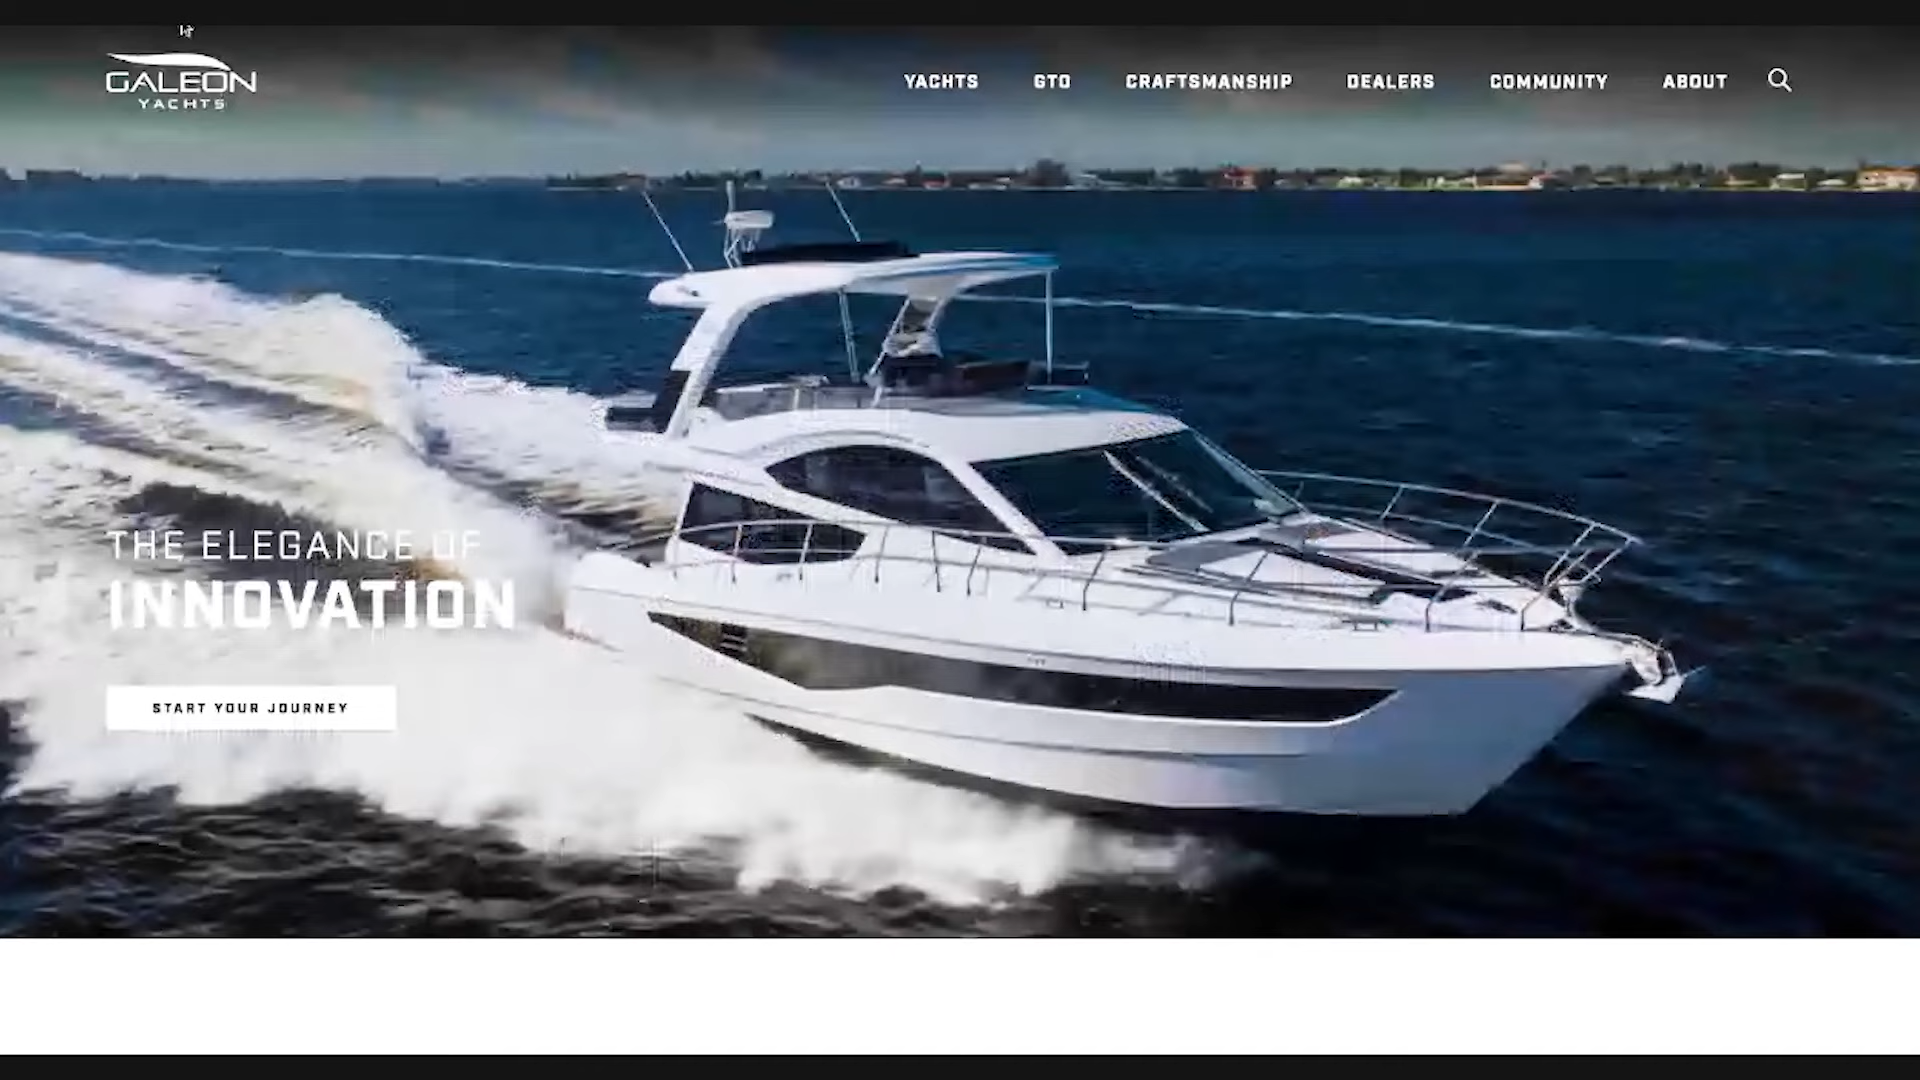 GALEON
YACHTS
YACHTS
GTO
CRAFTSMANSHIP
DEALERS
COMMUNITY
ABOUT
THE ELEGANCE OF
INNOVATION
START YOUR JOURNEY